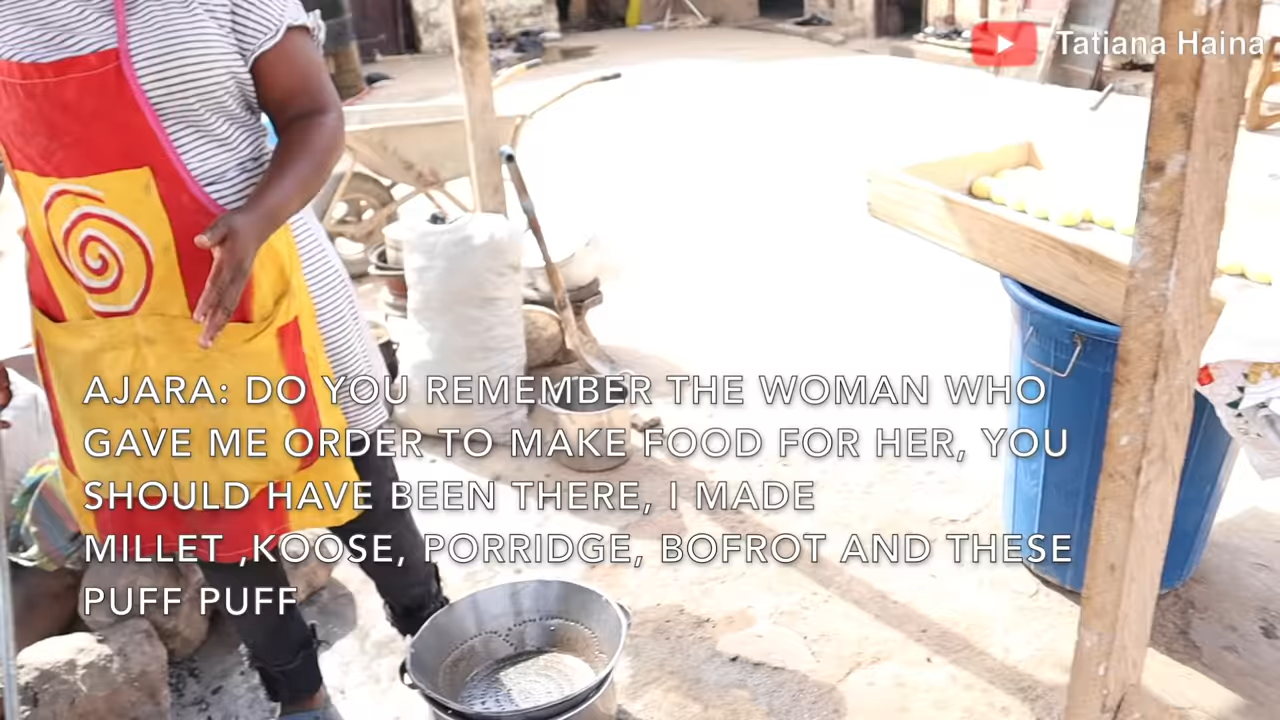 Tatiana Haina
AJARA: DO YOU REMEMBER THE WOMAN WHO
GAVE ME ORDER TO MAKE FOOD FOR HER, YOU
SHOULD HAVE BEEN THERE, I MADE
MILLET ,KOOSE, PORRIDGE, BOFROT AND THESE
PUFF PUFF